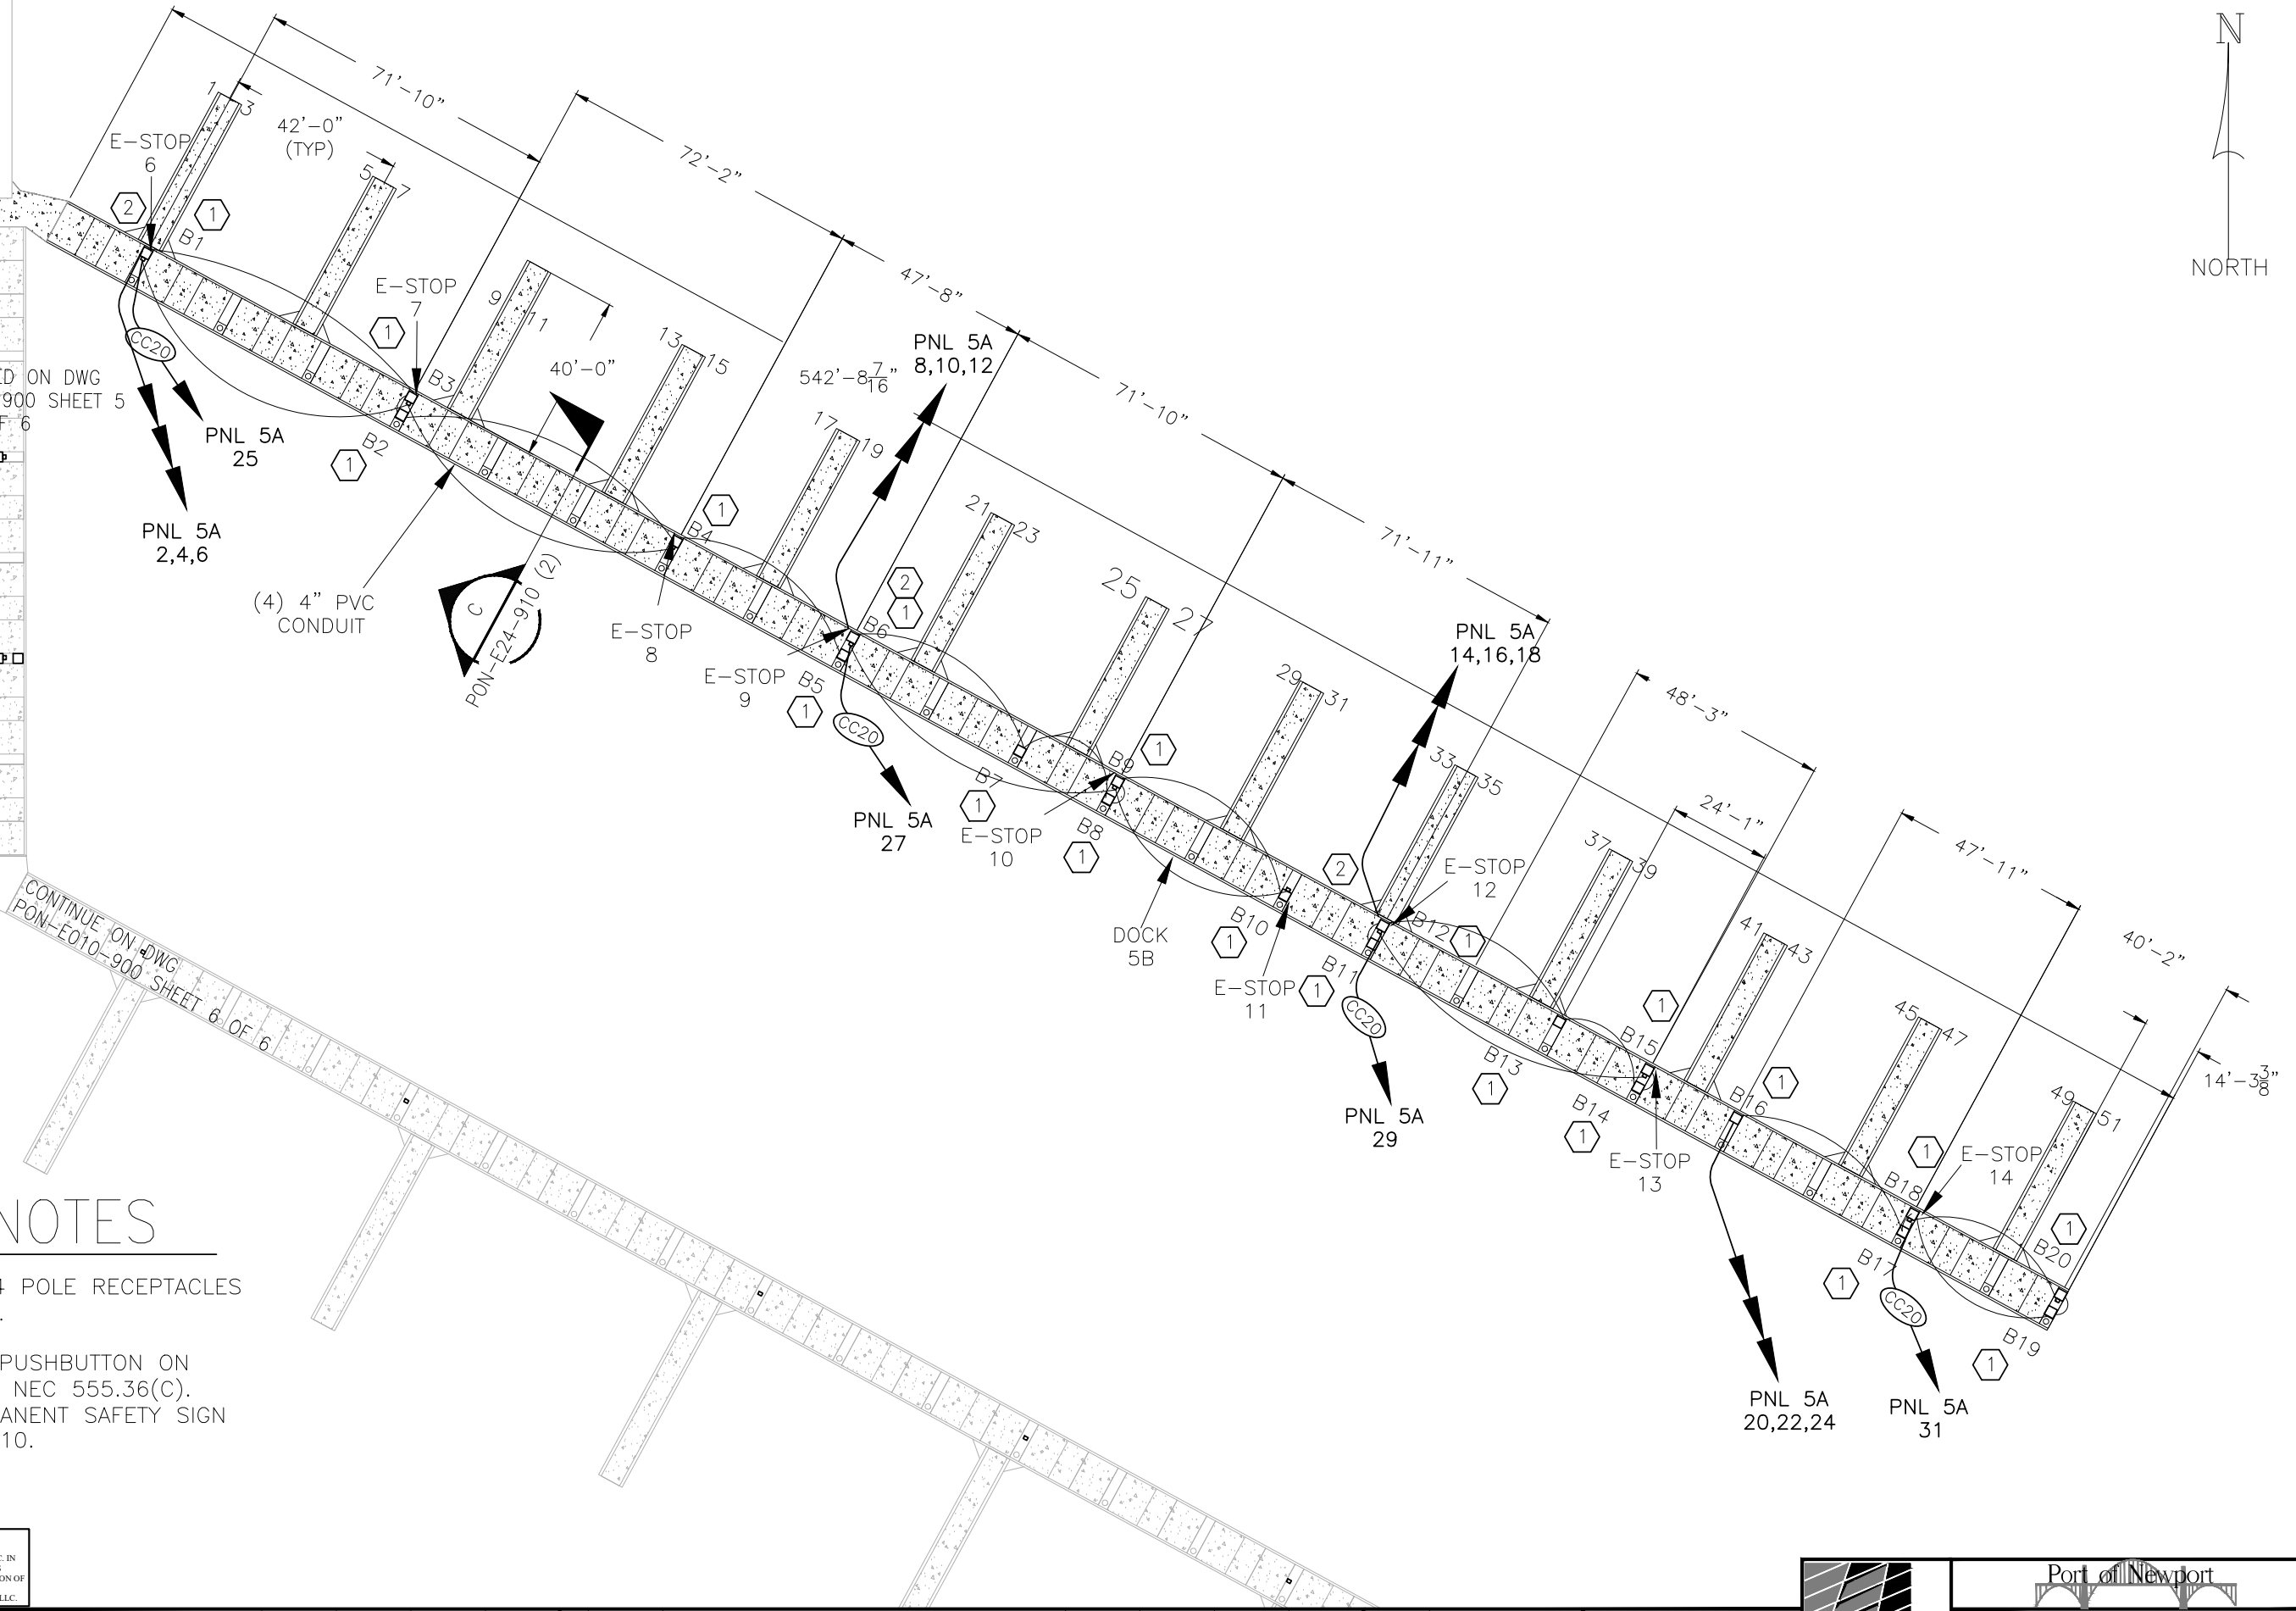 N
NORTH
71'-10"
72'-2"
47'-8"
71'-10"
71'-11"
48'-3"
24'-1"
47'-11"
40'-2"
14'-3 3/8"
542'-8 7/16"
42'-0"
(TYP)
40'-0"
1
3
5
7
9
11
13
15
17
19
21
23
25
27
29
31
33
35
37
39
41
43
45
47
49
51
E-STOP
6
2
1
B1
CC20
PNL 5A
25
PNL 5A
2,4,6
ON DWG
900 SHEET 5
6
E-STOP
7
1
B3
B2
1
(4) 4" PVC
CONDUIT
C
PON-E24-910 (2)
1
B4
E-STOP
8
PNL 5A
8,10,12
2
1
B6
E-STOP
9
B5
1
CC20
PNL 5A
27
B7
1
B9
1
E-STOP
10
B8
1
DOCK
5B
B10
1
E-STOP
11
PNL 5A
14,16,18
2
E-STOP
12
B12
1
B11
1
CC20
PNL 5A
29
B13
1
B15
1
B14
1
E-STOP
13
B16
1
PNL 5A
20,22,24
B18
1
E-STOP
14
B17
1
CC20
PNL 5A
31
B20
1
B19
1
CONTINUE ON DWG
PON-E010-900 SHEET 6 OF 6
NOTES
4 POLE RECEPTACLES
PUSHBUTTON ON
NEC 555.36(C).
SAFETY SIGN
10.
IN
ON OF
LLC.
Port of Newport